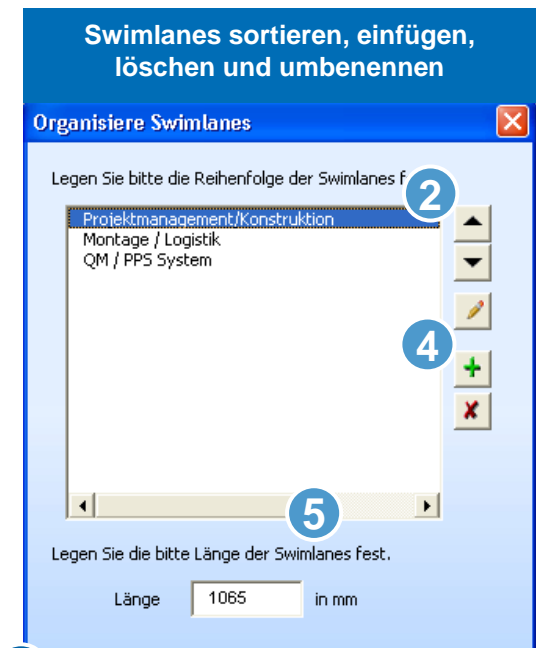 Swimlanes sortieren, einfügen,
löschen und umbenennen
Organisiere Swimlanes
Legen Sie bitte die Reihenfolge der Swimlanes f
2
Projektmanagement/Konstruktion
Montage / Logistik
QM / PPS System
4
5
Legen Sie die bitte Länge der Swimlanes fest.
Länge 1065 in mm